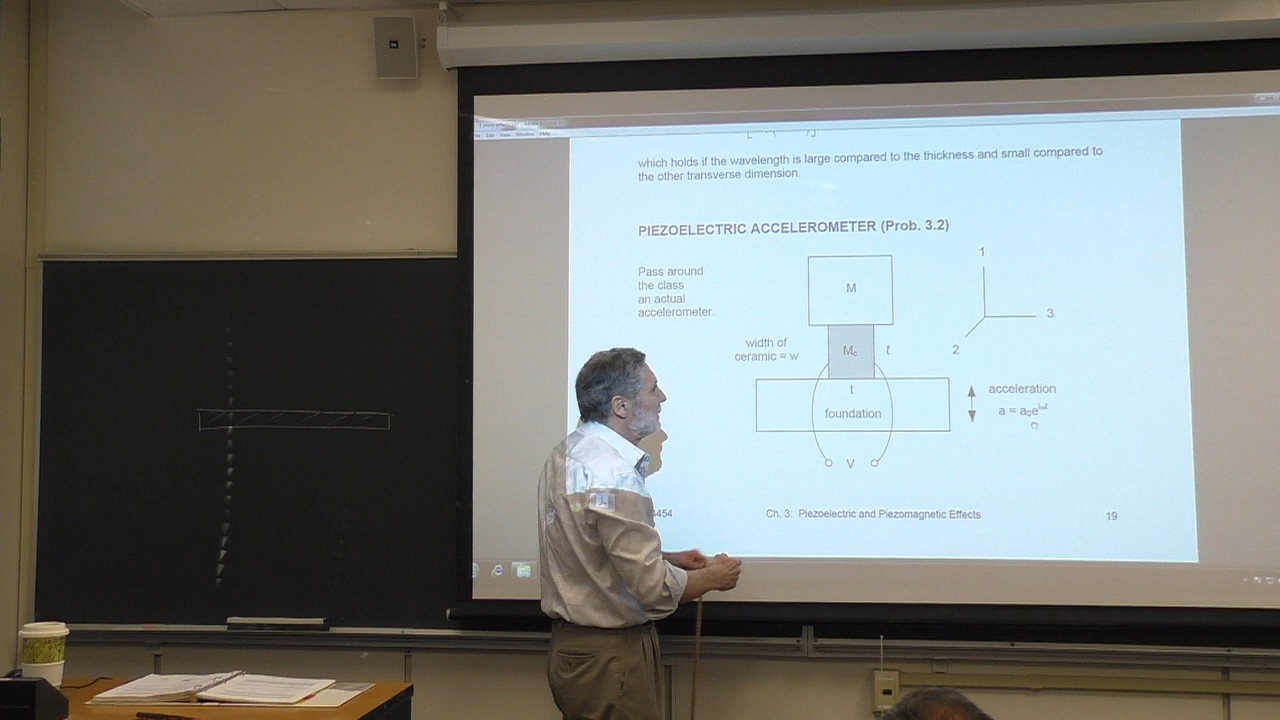 which holds if the wavelength is large compared to the thickness and small compared to
the other transverse dimension.
PIEZOELECTRIC ACCELEROMETER (Prob. 3.2)
Pass around
the class
an actual
accelerometer.
M
1
3
2
width of
ceramic = w
Mc
ℓ
t
foundation
acceleration
a = a₀e^iωt
V
454
Ch. 3: Piezoelectric and Piezomagnetic Effects
19